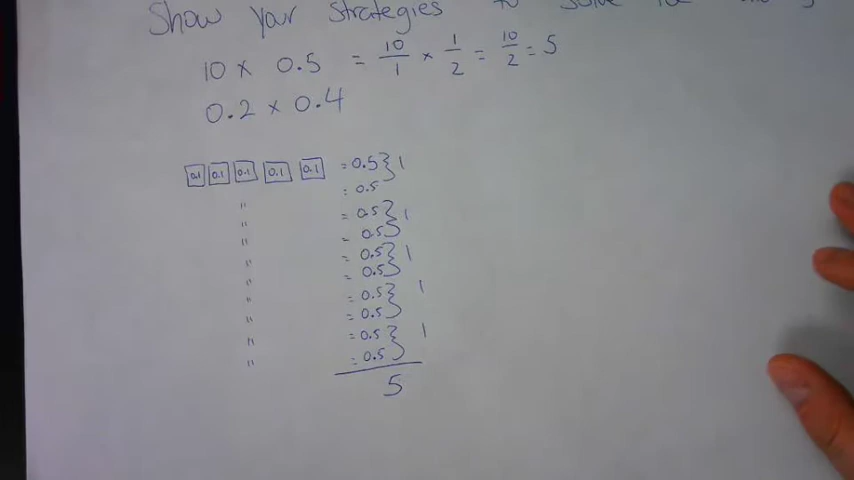 Show your strategies to solve
10 × 0.5 = 10/1 × 1/2 = 10/2 = 5
0.2 × 0.4
0.1 0.1 0.1 0.1 0.1 = 0.5 } 1
= 0.5
" = 0.5 } 1
" = 0.5
" = 0.5 } 1
" = 0.5
" = 0.5 } 1
" = 0.5
" = 0.5 } 1
" = 0.5
5